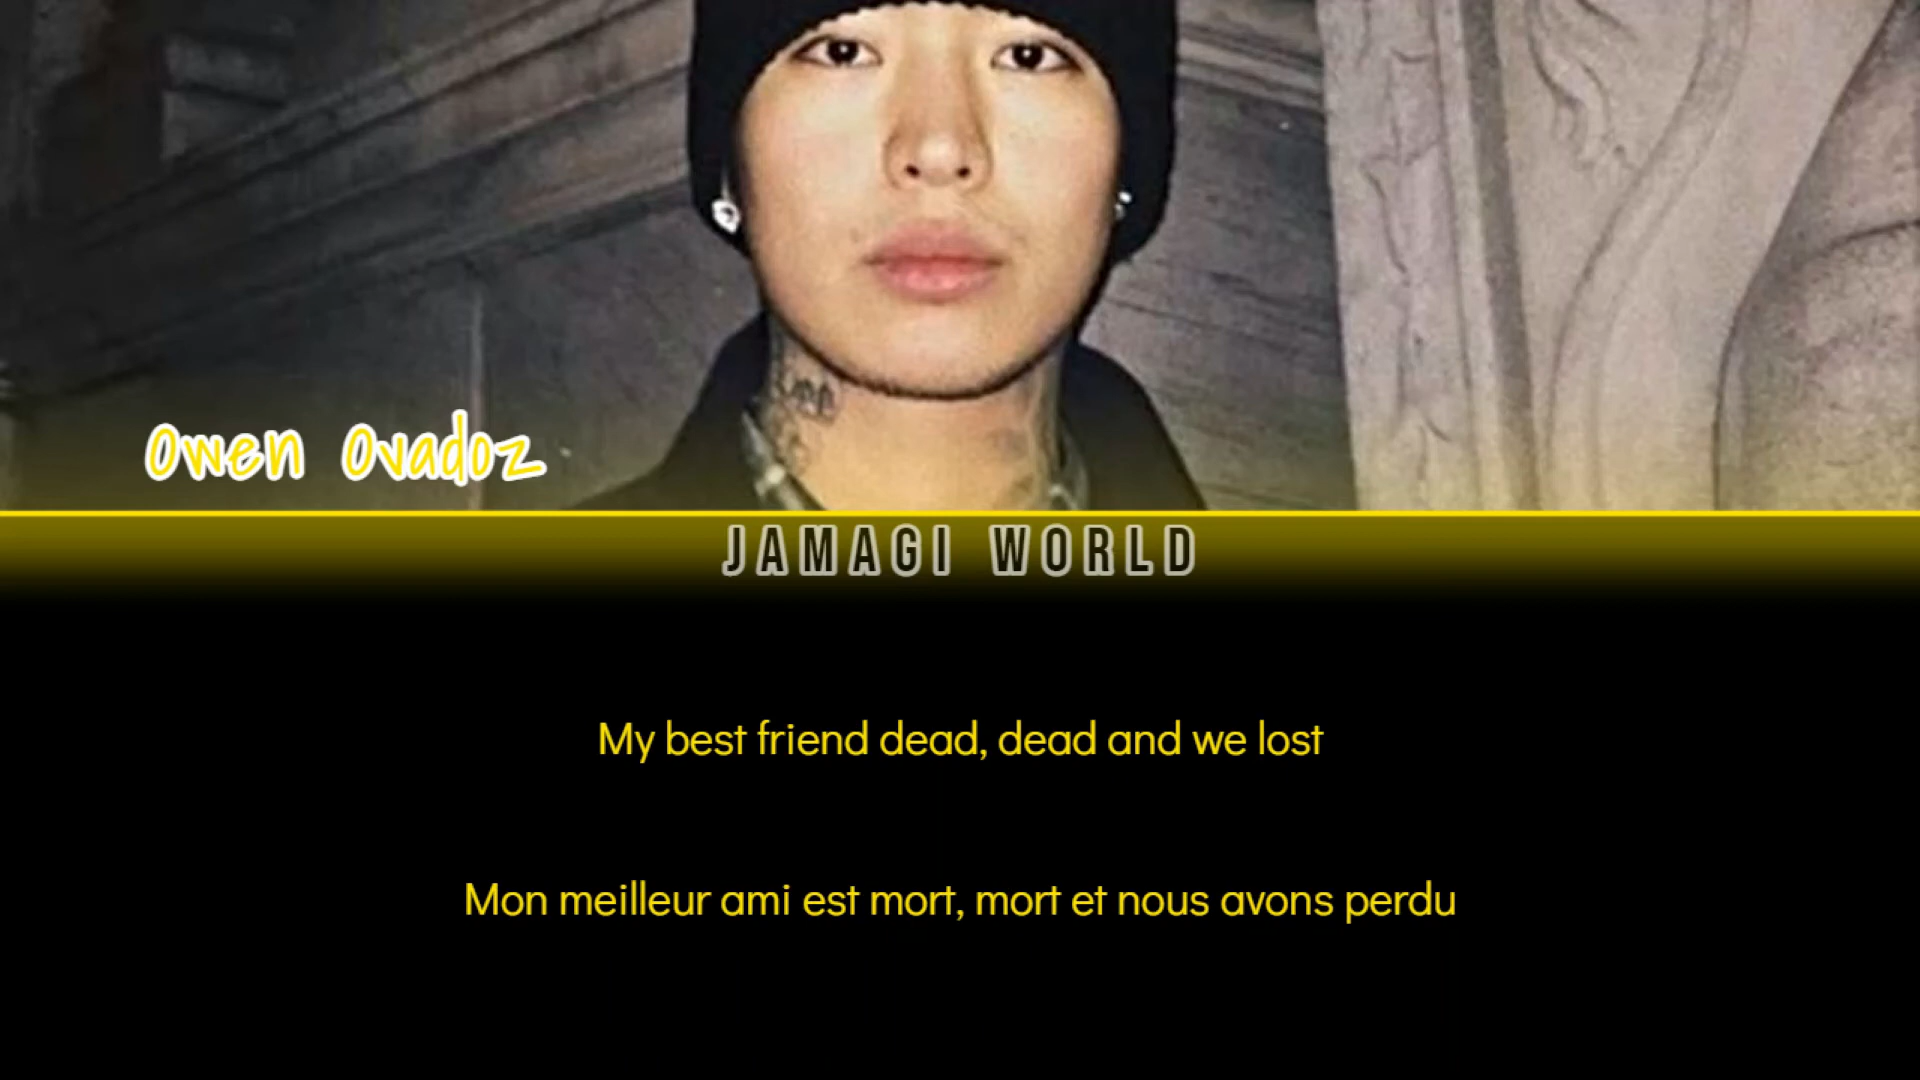 Owen Ovadoz
JAMAGI WORLD
My best friend dead, dead and we lost
Mon meilleur ami est mort, mort et nous avons perdu